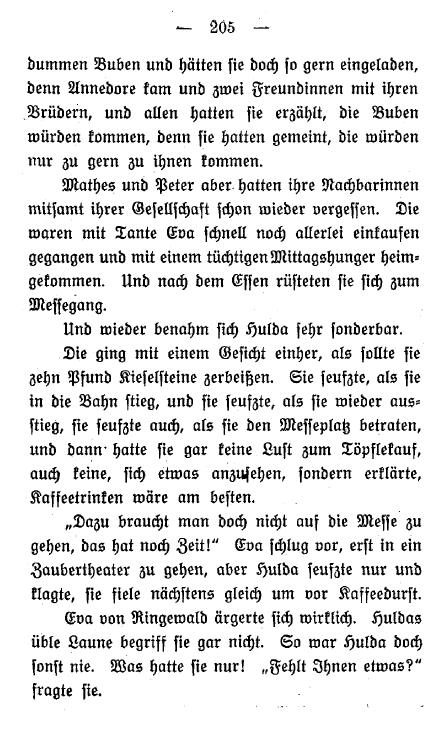 — 205 —
dummen Buben und hätten sie doch so gern eingeladen,
denn Annedore kam und zwei Freundinnen mit ihren
Brüdern, und allen hatten sie erzählt, die Buben
würden kommen, denn sie hatten gemeint, die würden
nur zu gern zu ihnen kommen.
Mathes und Peter aber hatten ihre Nachbarinnen
mitsamt ihrer Gesellschaft schon wieder vergessen. Die
waren mit Tante Eva schnell noch allerlei einkaufen
gegangen und mit einem tüchtigen Mittagshunger heim-
gekommen. Und nach dem Essen rüsteten sie sich zum
Messegang.
Und wieder benahm sich Hulda sehr sonderbar.
Die ging mit einem Gesicht einher, als sollte sie
zehn Pfund Kieselsteine zerbeißen. Sie seufzte, als sie
in die Bahn stieg, und sie seufzte, als sie wieder aus-
stieg, sie seufzte auch, als sie den Messeplatz betraten,
und dann hatte sie gar keine Lust zum Töpflekauf,
auch keine, sich etwas anzusehen, sondern erklärte,
Kaffeetrinken wäre am besten.
„Dazu braucht man doch nicht auf die Messe zu
gehen, das hat noch Zeit!“ Eva schlug vor, erst in ein
Zaubertheater zu gehen, aber Hulda seufzte nur und
klagte, sie fiele nächstens gleich um vor Kaffeedurst.
Eva von Ringewald ärgerte sich wirklich. Huldas
üble Laune begriff sie gar nicht. So war Hulda doch
sonst nie. Was hatte sie nur! „Fehlt Ihnen etwas?“
fragte sie.